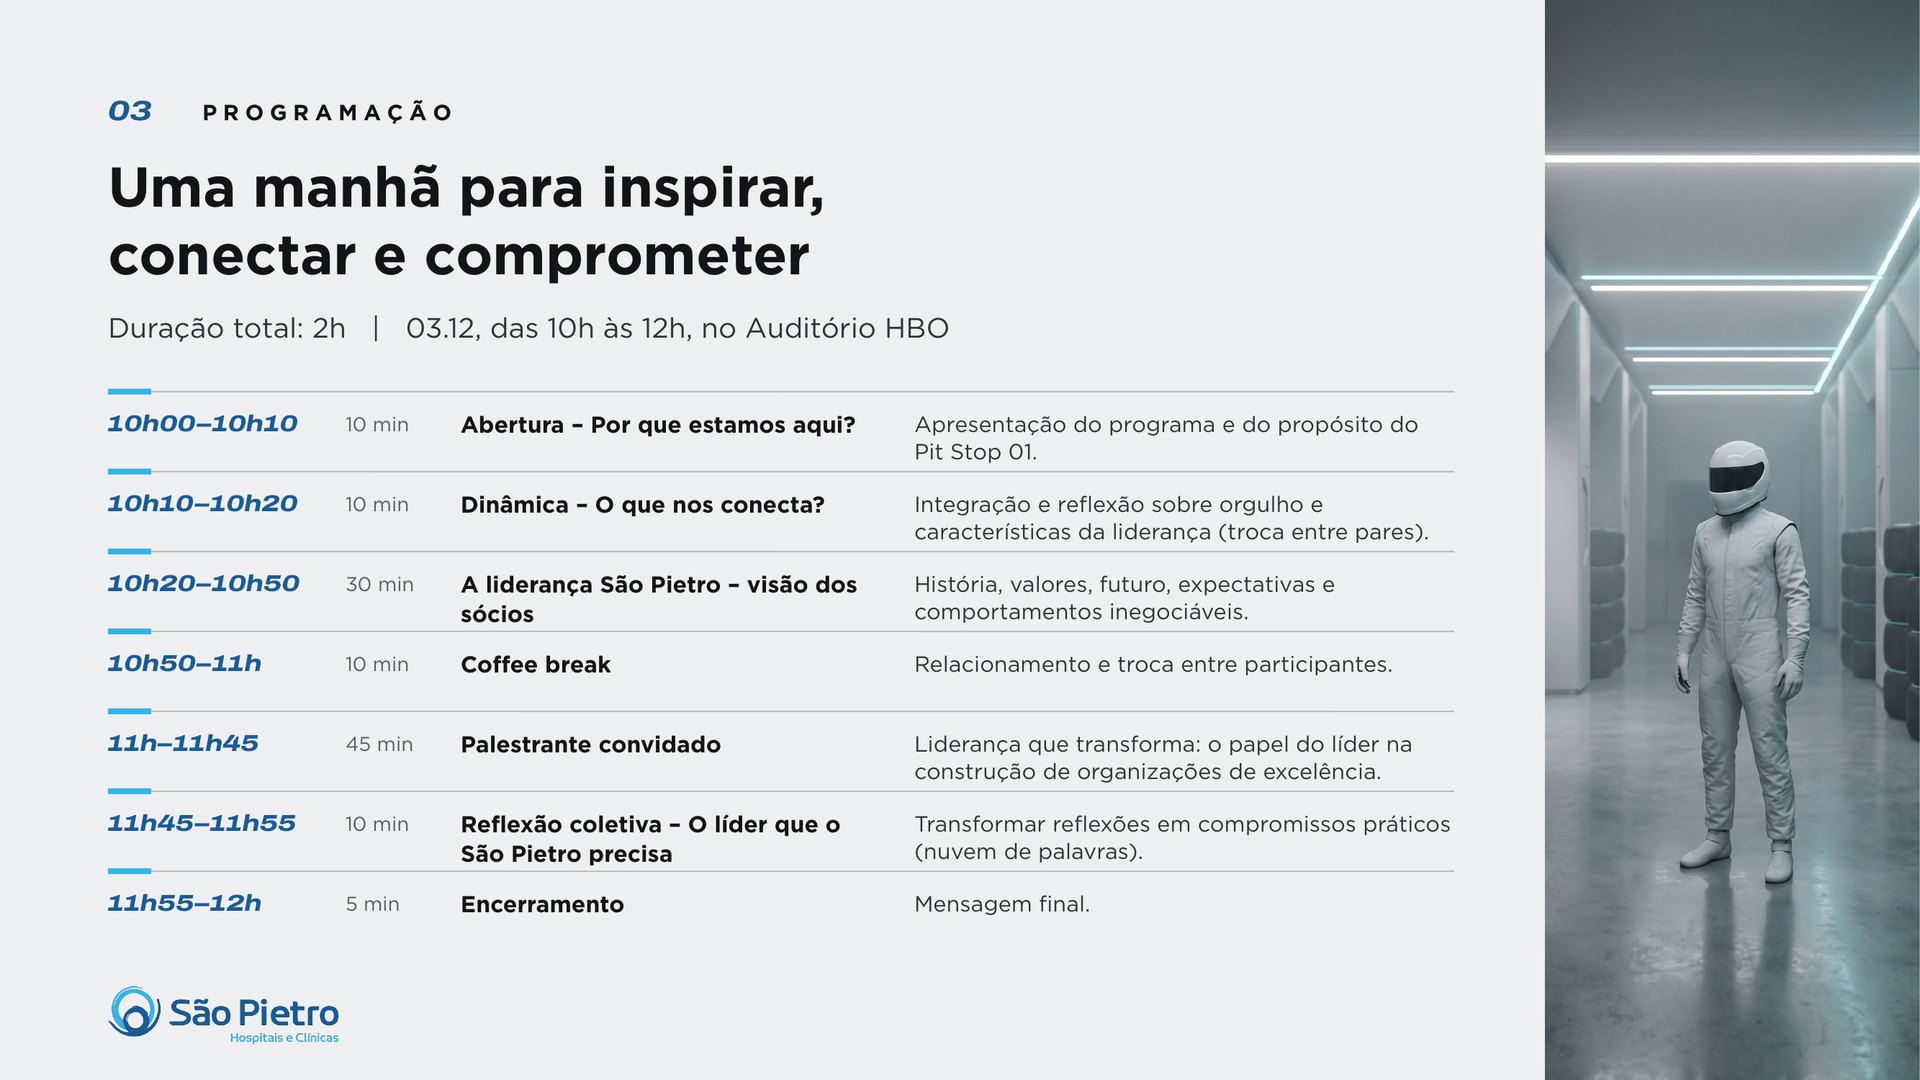 03 PROGRAMAÇÃO
Uma manhã para inspirar,
conectar e comprometer
Duração total: 2h | 03.12, das 10h às 12h, no Auditório HBO
10h00–10h10 10 min Abertura – Por que estamos aqui? Apresentação do programa e do propósito do
Pit Stop 01.
10h10–10h20 10 min Dinâmica – O que nos conecta? Integração e reflexão sobre orgulho e
características da liderança (troca entre pares).
10h20–10h50 30 min A liderança São Pietro – visão dos História, valores, futuro, expectativas e
sócios comportamentos inegociáveis.
10h50–11h 10 min Coffee break Relacionamento e troca entre participantes.
11h–11h45 45 min Palestrante convidado Liderança que transforma: o papel do líder na
construção de organizações de excelência.
11h45–11h55 10 min Reflexão coletiva – O líder que o Transformar reflexões em compromissos práticos
São Pietro precisa (nuvem de palavras).
11h55–12h 5 min Encerramento Mensagem final.
São Pietro
Hospitais e Clínicas